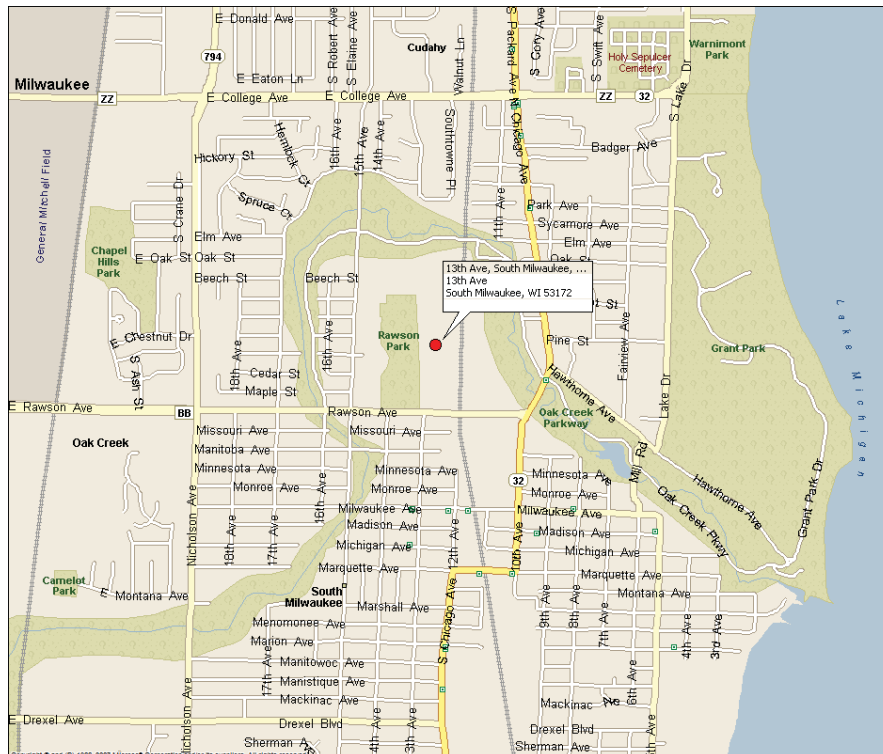 E Donald Ave
794
S Robert Ave
S Elaine Ave
Cudahy
Walnut Ln
S Packard Ave
S Cory Ave
S Swift Ave
Holy Sepulcer
Cemetery
Warnimont
Park
Milwaukee
E Eaton Ln
ZZ
E College Ave
E College Ave
ZZ
32
S Lake Dr
N Chicago Ave
Hemlock Ct
16th Ave
15th Ave
14th Ave
Southtowne Pl
Badger Ave
Hickory St
General Mitchell Field
S Crane Dr
Spruce Ct
11th Ave
Park Ave
Sycamore Ave
Elm Ave
Elm Ave
Chapel
Hills
Park
E Oak St
Oak St
Oak St
Beech St
Beech St
13th Ave, South Milwaukee, ...
13th Ave
South Milwaukee, WI 53172
Lake Michigan
E Chestnut Dr
S Ash St
Rawson
Park
Pine St
Fairview Ave
Grant Park
18th Ave
16th Ave
Cedar St
Maple St
Hawthorne Ave
Lake Dr
E Rawson Ave
BB
Rawson Ave
Oak Creek
Parkway
Oak Creek
Missouri Ave
Missouri Ave
Manitoba Ave
Minnesota Ave
Minnesota Ave
Minnesota Ave
Mill Rd
Hawthorne Ave
Grant Park Dr
Monroe Ave
Monroe Ave
32
Monroe Ave
Oak Creek Pkwy
Nicholson Ave
18th Ave
17th Ave
16th Ave
Milwaukee Ave
Milwaukee Ave
Madison Ave
Madison Ave
12th Ave
10th Ave
Michigan Ave
Michigan Ave
Marquette Ave
Marquette Ave
Camelot
Park
E Montana Ave
South
Milwaukee
Montana Ave
Marshall Ave
S Chicago Ave
9th Ave
8th Ave
7th Ave
4th Ave
3rd Ave
Menomonee Ave
Marion Ave
Manitowoc Ave
17th Ave
Manistique Ave
Mackinac Ave
Mackinac Ave
6th Ave
E Drexel Ave
Nicholson Ave
Drexel Blvd
Drexel Blvd
Sherman A
Sherman Ave